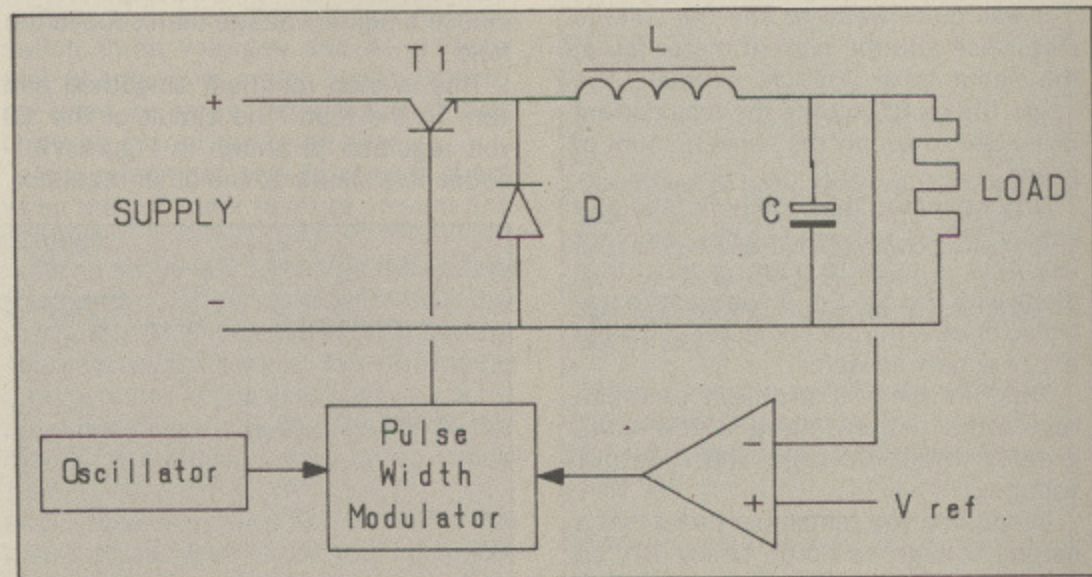 L
T1
+
SUPPLY
D
C
LOAD
-
Pulse
Width
Modulator
Oscillator
-
+
V ref